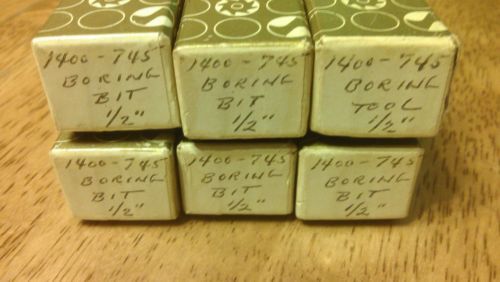 1400-745
BORING
BIT
1/2"
1400-745
BORING
BIT
1/2"
1400-745
BORING
TOOL
1/2"
1400-745
BORING
BIT
1/2"
1400-745
BORING
BIT
1/2"
1400-745
BORING
BIT
1/2"